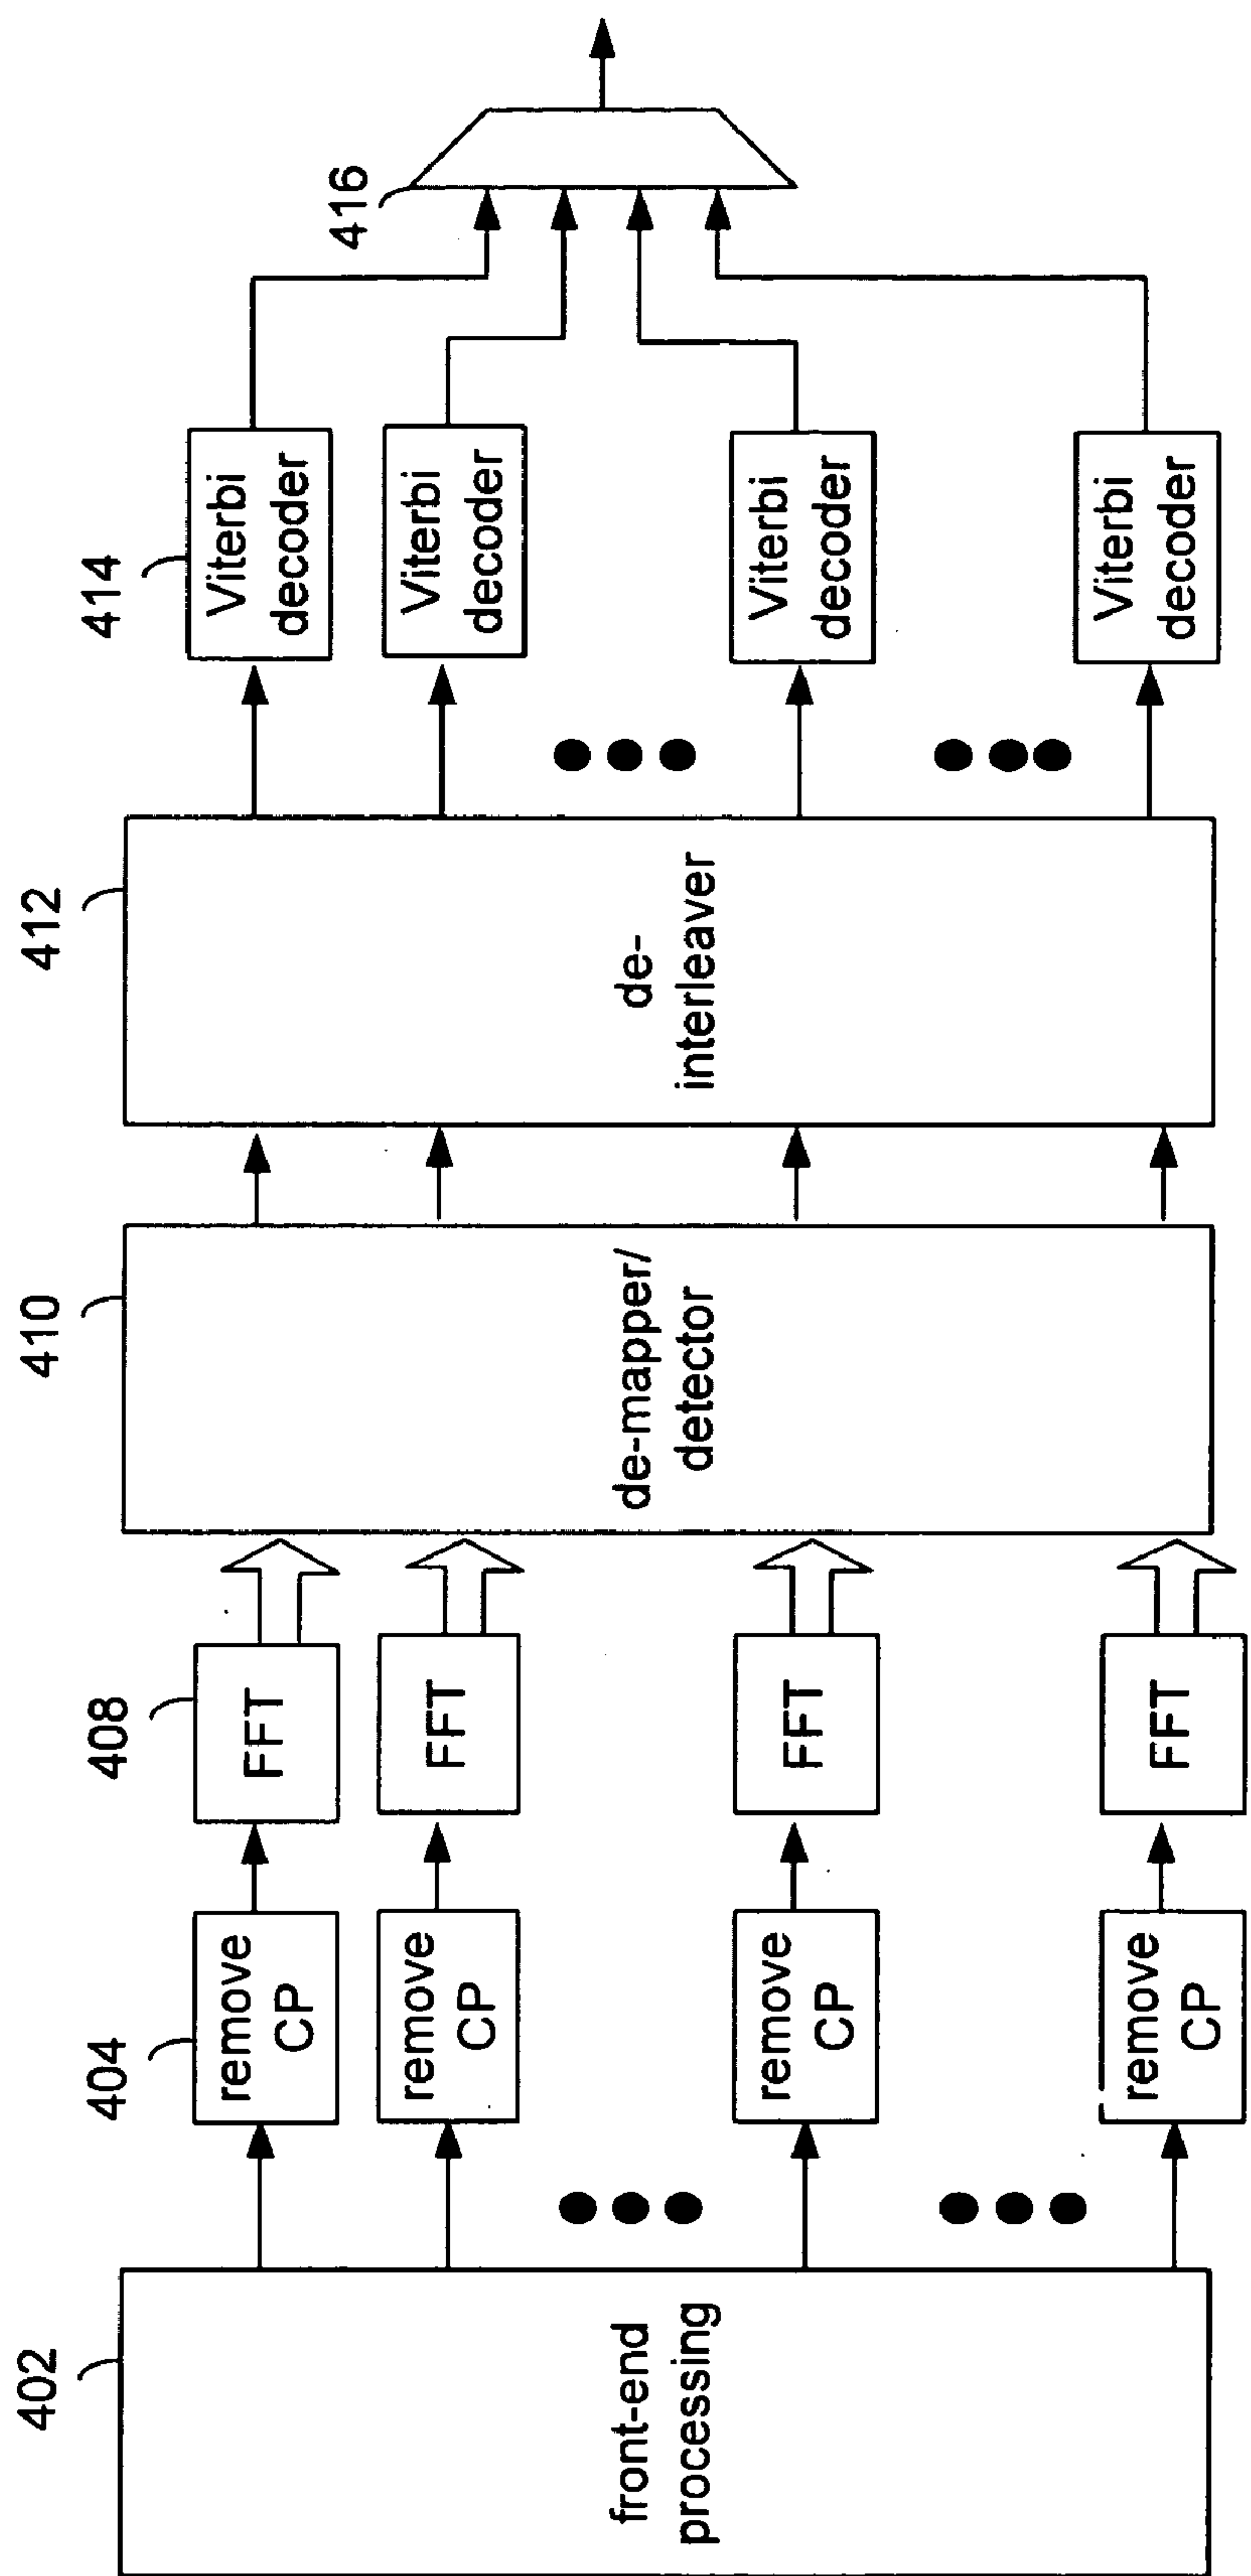 402
front-end
processing
404
remove
CP
remove
CP
remove
CP
remove
CP
408
FFT
FFT
FFT
FFT
410
de-mapper/
detector
412
de-
interleaver
414
Viterbi
decoder
Viterbi
decoder
Viterbi
decoder
Viterbi
decoder
416